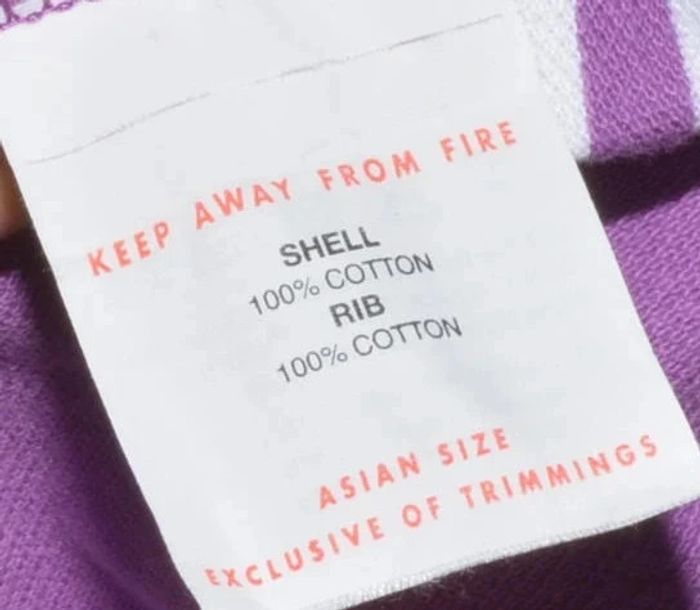 KEEP AWAY FROM FIRE
SHELL
100% COTTON
RIB
100% COTTON
ASIAN SIZE
EXCLUSIVE OF TRIMMINGS